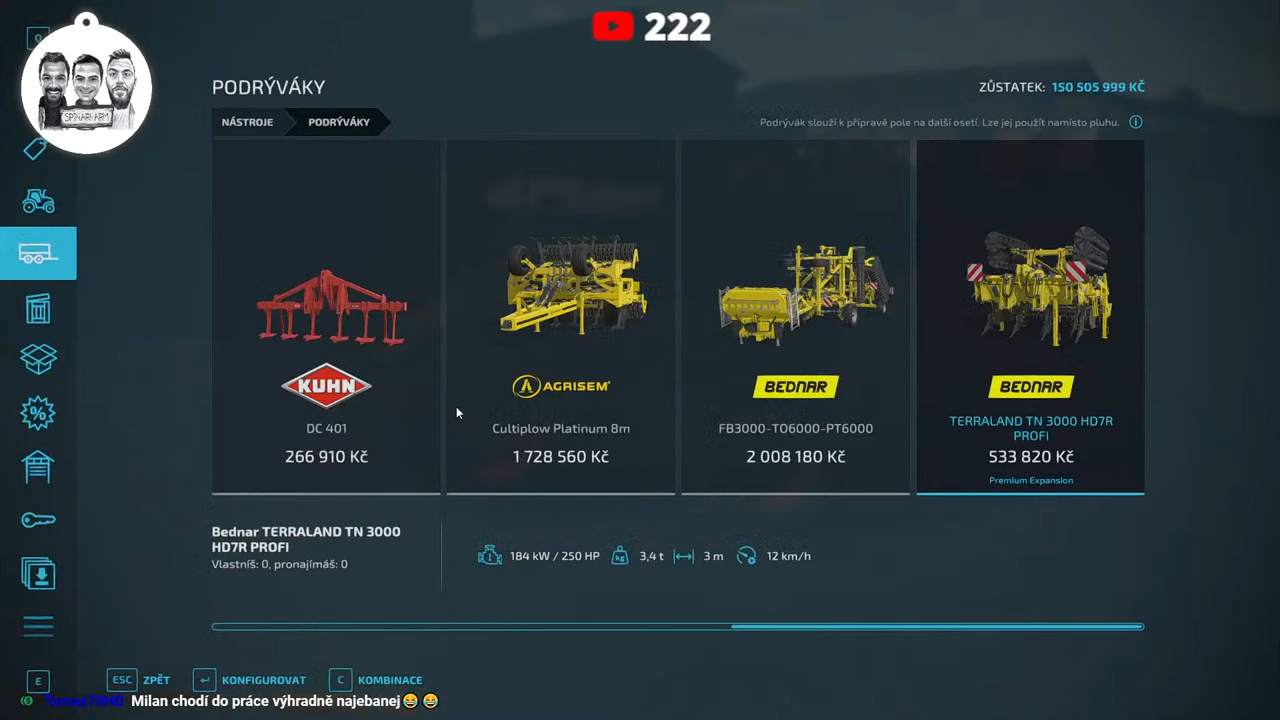 222
SPINARFARM
PODRÝVÁKY
ZŮSTATEK: 150 505 999 KČ
NÁSTROJE
PODRÝVÁKY
Podrývák slouží k přípravě pole na další osetí. Lze jej použít namísto pluhu.
KUHN
DC 401
266 910 Kč
AGRISEM
Cultiplow Platinum 8m
1 728 560 Kč
BEDNAR
FB3000-TO6000-PT6000
2 008 180 Kč
BEDNAR
TERRALAND TN 3000 HD7R
PROFI
533 820 Kč
Premium Expansion
Bednar TERRALAND TN 3000
HD7R PROFI
Vlastníš: 0, pronajímáš: 0
184 kW / 250 HP
3,4 t
3 m
12 km/h
E
ESC ZPĚT
KONFIGUROVAT
C KOMBINACE
Tomas79HD Milan chodí do práce výhradně najebanej😂 😂